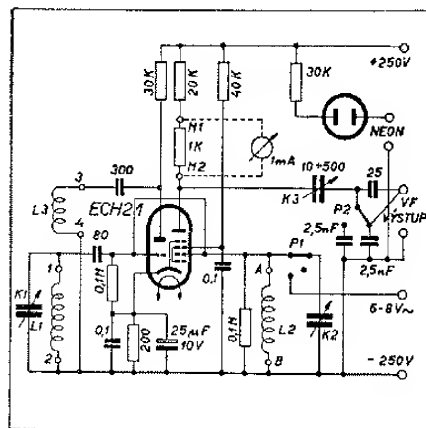 +250V
30K
20K
40K
30K
M1
1K
M2
1mA
NEON
3
300
10÷500
25
K3
VF
VÝSTUP
L3
4
ECH21
P2
80
2,5nF
2,5nF
P1
1
0,1M
0,1
A
6-8V~
K1
L1
0,1
200
25µF
10V
0,1M
L2
K2
2
B
-250V